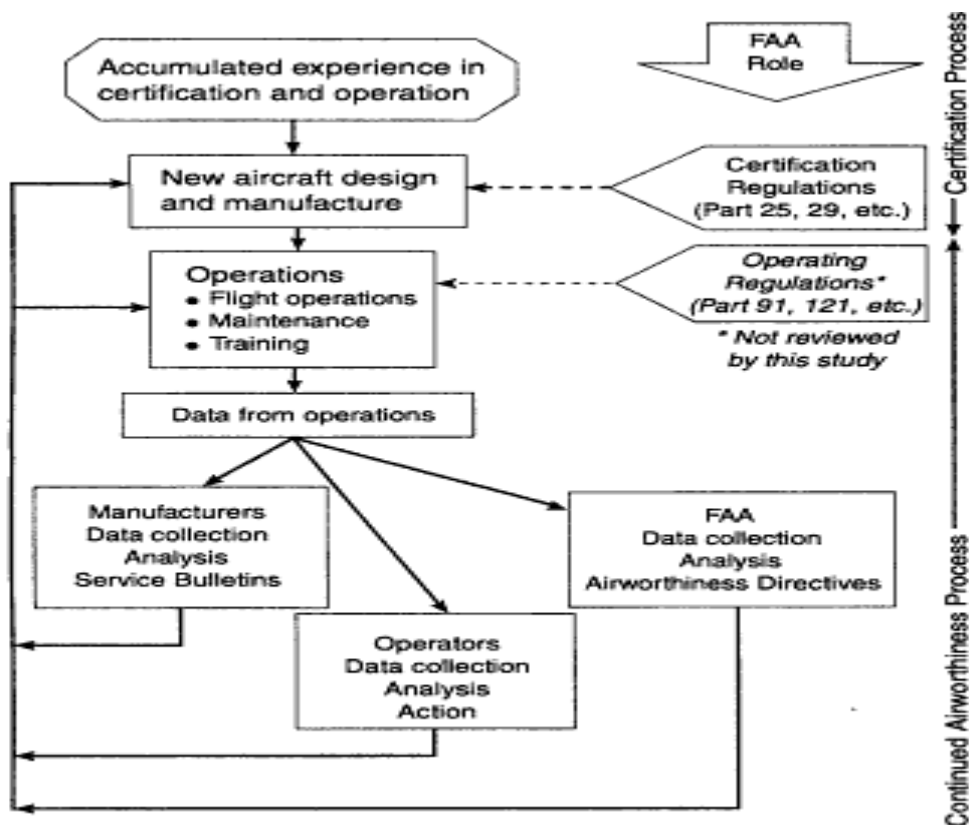 Accumulated experience in
certification and operation
FAA
Role
New aircraft design
and manufacture
Certification
Regulations
(Part 25, 29, etc.)
Operations
• Flight operations
• Maintenance
• Training
Operating
Regulations*
(Part 91, 121, etc.)
* Not reviewed
by this study
Data from operations
Manufacturers
Data collection
Analysis
Service Bulletins
FAA
Data collection
Analysis
Airworthiness Directives
Operators
Data collection
Analysis
Action
Certification Process
Continued Airworthiness Process